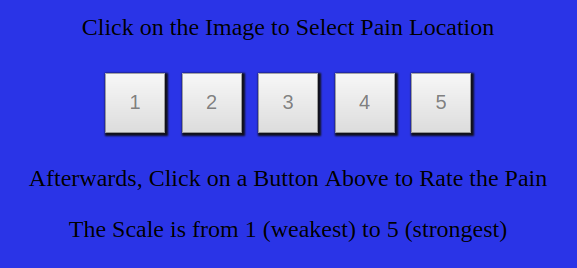 Click on the Image to Select Pain Location
1 2 3 4 5
Afterwards, Click on a Button Above to Rate the Pain
The Scale is from 1 (weakest) to 5 (strongest)